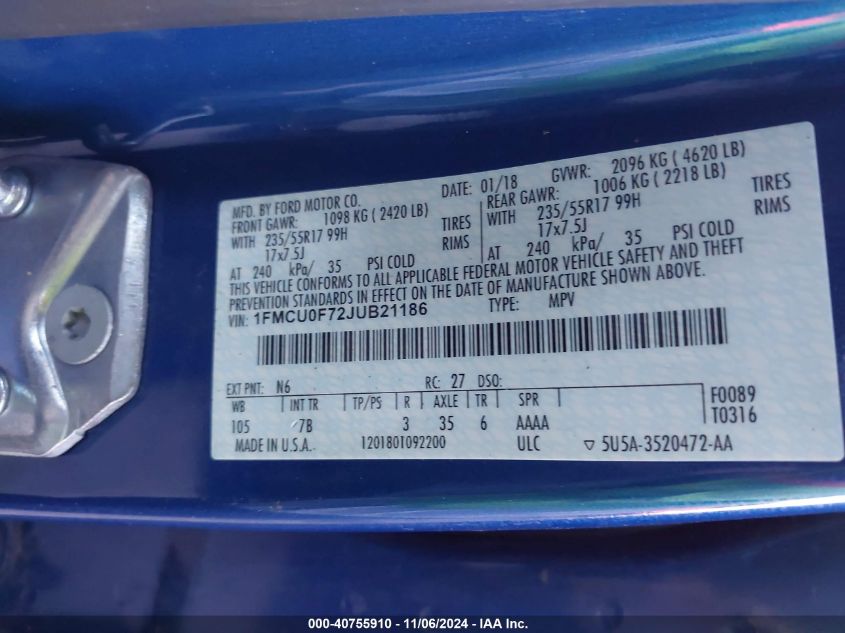 MFD. BY FORD MOTOR CO. DATE: 01/18 GVWR: 2096 KG ( 4620 LB)
FRONT GAWR: 1098 KG ( 2420 LB) REAR GAWR: 1006 KG ( 2218 LB)
WITH 235/55R17 99H TIRES WITH 235/55R17 99H TIRES
17x7.5J RIMS 17x7.5J RIMS
AT 240 kPa/ 35 PSI COLD AT 240 kPa/ 35 PSI COLD
THIS VEHICLE CONFORMS TO ALL APPLICABLE FEDERAL MOTOR VEHICLE SAFETY AND THEFT
PREVENTION STANDARDS IN EFFECT ON THE DATE OF MANUFACTURE SHOWN ABOVE.
VIN: 1FMCU0F72JUB21186 TYPE: MPV
EXT PNT: N6 RC: 27 DSO:
WB INT TR TP/PS R AXLE TR SPR F0089
105 7B 3 35 6 AAAA T0316
MADE IN U.S.A. 1201801092200 ULC ▽ 5U5A-3520472-AA
000-40755910 - 11/06/2024 - IAA Inc.